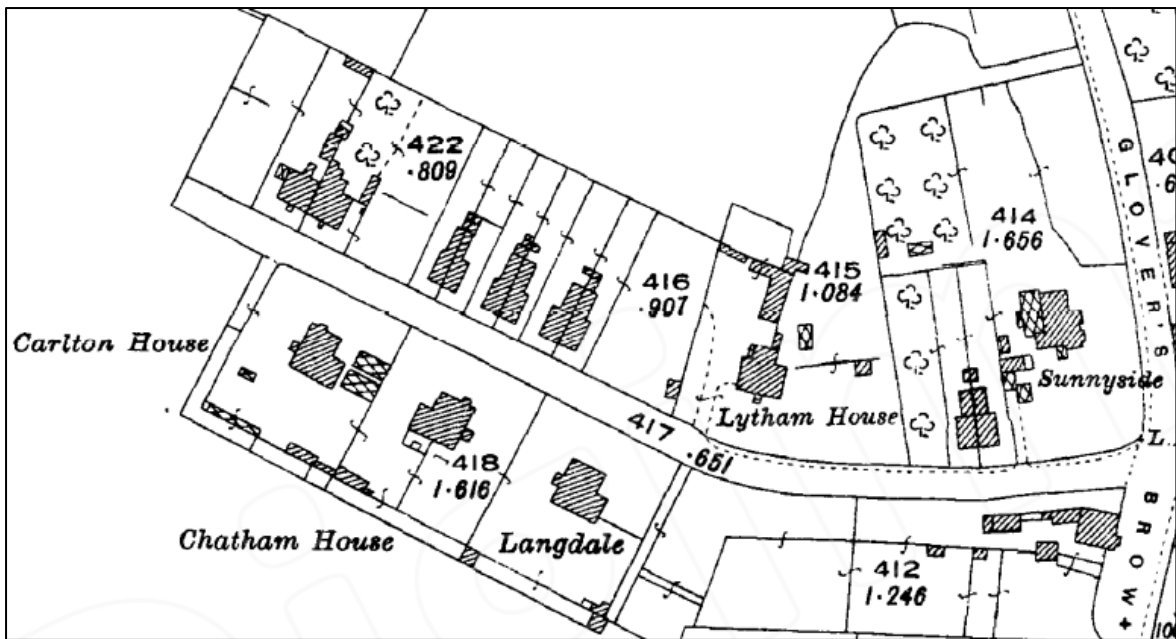 422
.809
416
.907
415
1.084
414
1.656
GLOVER'S
BROW
Carlton House
Lytham House
Sunnyside
417
.651
L
418
1.616
Chatham House
Langdale
412
1.246